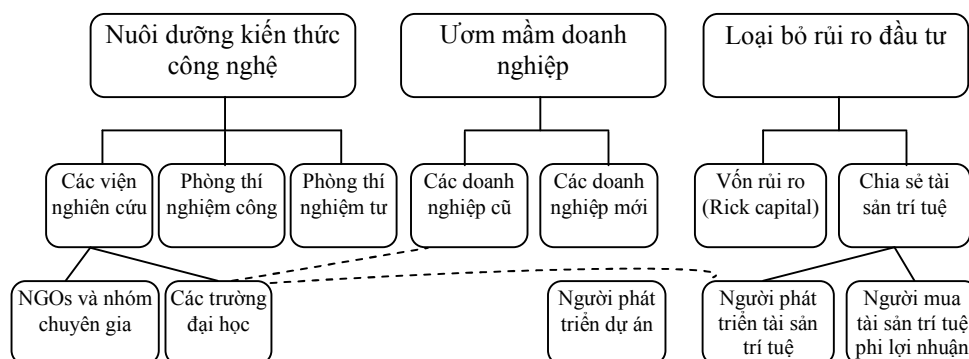 Nuôi dưỡng kiến thức
công nghệ
Ươm mầm doanh
nghiệp
Loại bỏ rủi ro đầu tư
Các viện
nghiên cứu
Phòng thí
nghiệm công
Phòng thí
nghiệm tư
Các doanh
nghiệp cũ
Các doanh
nghiệp mới
Vốn rủi ro
(Rick capital)
Chia sẻ tài
sản trí tuệ
NGOs và nhóm
chuyên gia
Các trường
đại học
Người phát
triển dự án
Người phát
triển tài sản
trí tuệ
Người mua
tài sản trí tuệ
phi lợi nhuận